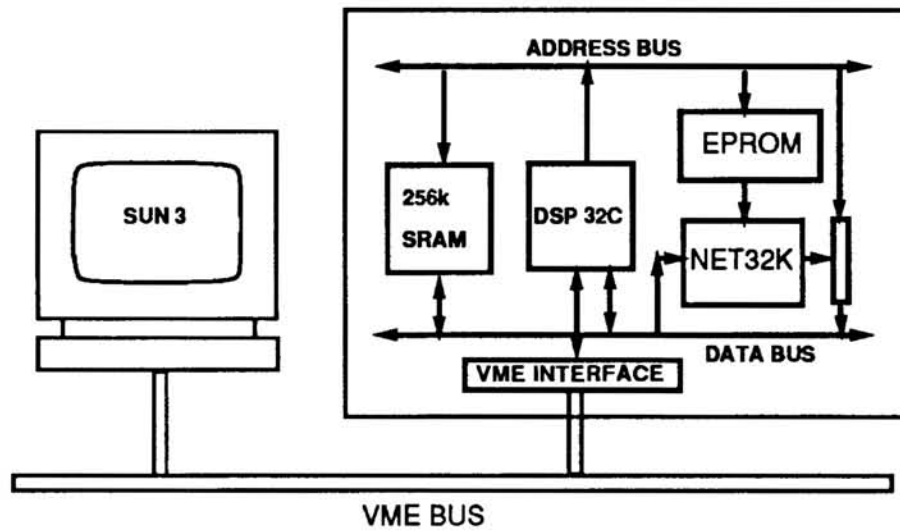 ADDRESS BUS
EPROM
SUN 3
256k
SRAM
DSP 32C
NET32K
DATA BUS
VME INTERFACE
VME BUS